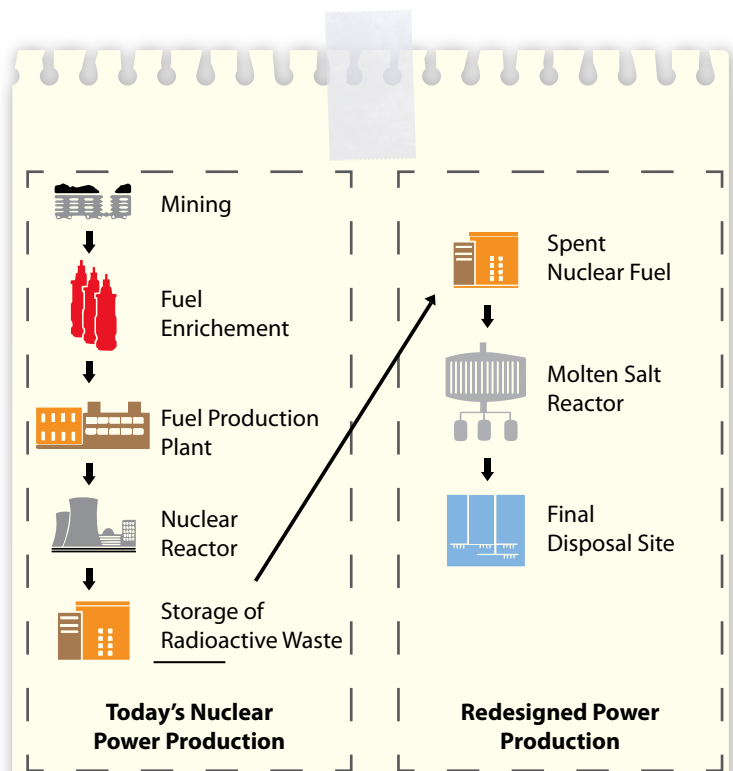 Mining
Fuel
Enrichement
Fuel Production
Plant
Nuclear
Reactor
Storage of
Radioactive Waste
Today's Nuclear
Power Production
Spent
Nuclear Fuel
Molten Salt
Reactor
Final
Disposal Site
Redesigned Power
Production